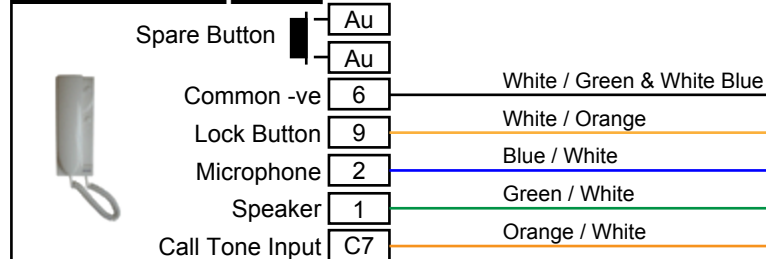 Au
Spare Button
Au
Common -ve 6 White / Green & White Blue
Lock Button 9 White / Orange
Microphone 2 Blue / White
Speaker 1 Green / White
Call Tone Input C7 Orange / White